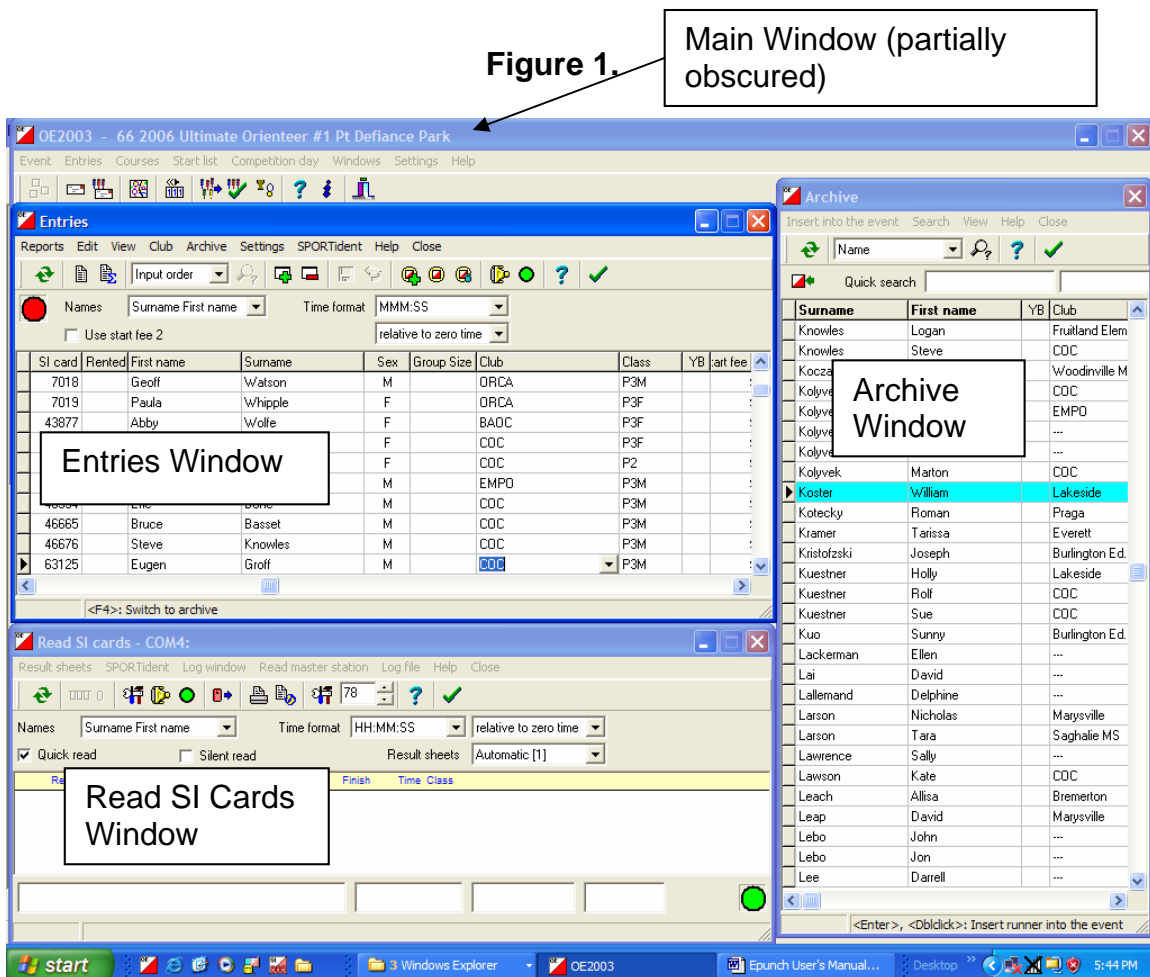 Figure 1.
Main Window (partially
obscured)
OE2003 - 66 2006 Ultimate Orienteer #1 Pt Defiance Park
Event Entries Courses Start list Competition day Windows Settings Help
Entries
Reports Edit View Club Archive Settings SPORTident Help Close
Input order
Names Surname First name Time format MMM:SS
Use start fee 2 relative to zero time
SI card Rented First name Surname Sex Group Size Club Class YB :art fee
7018 Geoff Watson M ORCA P3M
7019 Paula Whipple F ORCA P3F
43877 Abby Wolfe F BAOC P3F
F COC P3F
F COC P2
M EMPO P3M
M COC P3M
46665 Bruce Basset M COC P3M
46676 Steve Knowles M COC P3M
63125 Eugen Groff M COC P3M
Entries Window
<F4>: Switch to archive
Read SI cards - COM4:
Result sheets SPORTident Log window Read master station Log file Help Close
78
Names Surname First name Time format HH:MM:SS relative to zero time
Quick read Silent read Result sheets Automatic [1]
Finish Time Class
Read SI Cards
Window
Archive
Insert into the event Search View Help Close
Name
Quick search
Surname First name YB Club
Knowles Logan Fruitland Elem
Knowles Steve COC
Kocza Woodinville M
Kolyve COC
Kolyve EMPO
Kolyve ---
Kolyve ---
Kolyvek Marton COC
Koster William Lakeside
Kotecky Roman Praga
Kramer Tarissa Everett
Kristofzski Joseph Burlington Ed.
Kuestner Holly Lakeside
Kuestner Rolf COC
Kuestner Sue COC
Kuo Sunny Burlington Ed.
Lackerman Ellen ---
Lai David ---
Lallemand Delphine ---
Larson Nicholas Marysville
Larson Tara Saghalie MS
Lawrence Sally ---
Lawson Kate COC
Leach Allisa Bremerton
Leap David Marysville
Lebo John ---
Lebo Jon ---
Lee Darrell ---
Archive
Window
<Enter>, <Dblclick>: Insert runner into the event
start 3 Windows Explorer OE2003 Epunch User's Manual... Desktop 5:44 PM